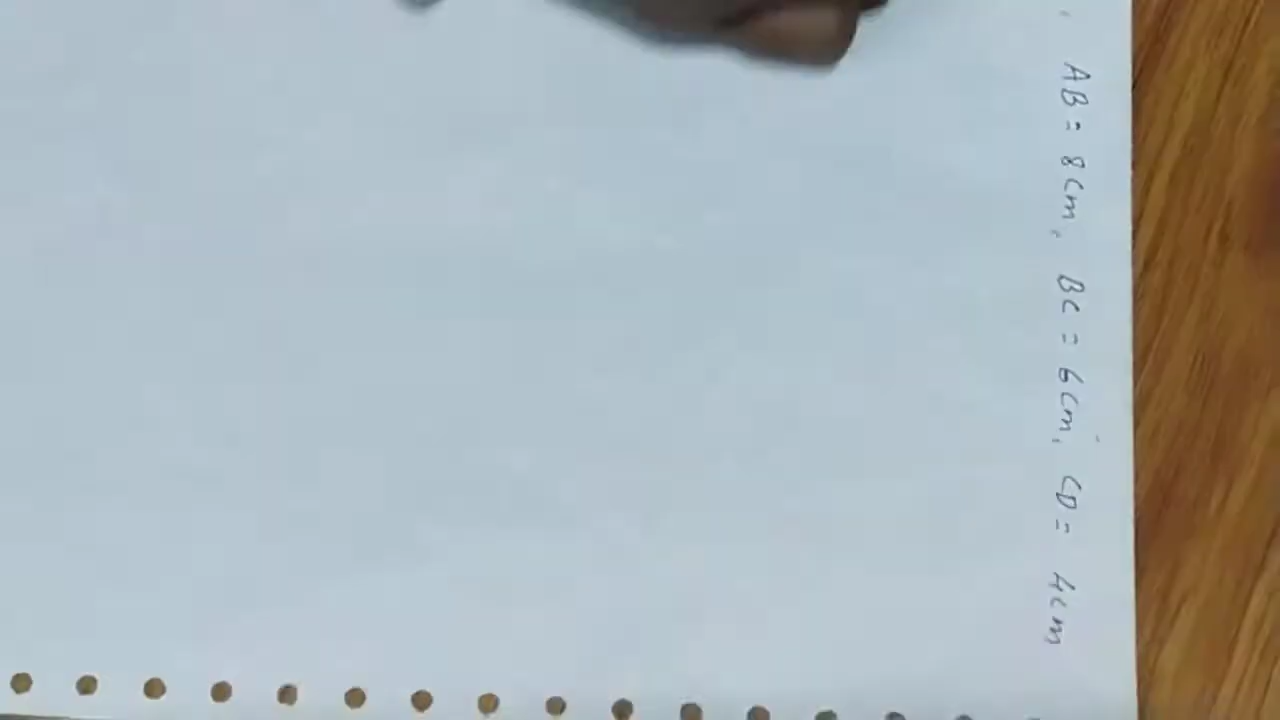 , AB = 8cm, BC = 6cm, CD = 4cm